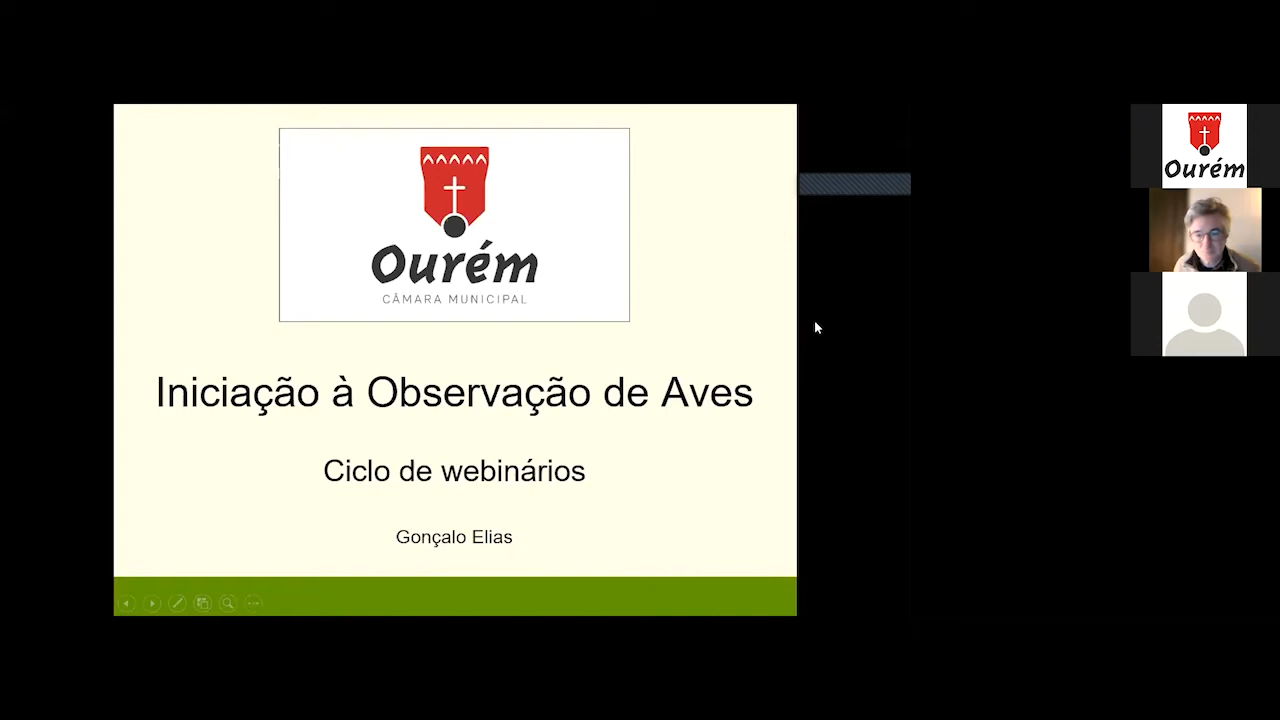 Ourém
CÂMARA MUNICIPAL
Iniciação à Observação de Aves
Ciclo de webinários
Gonçalo Elias
Ourém